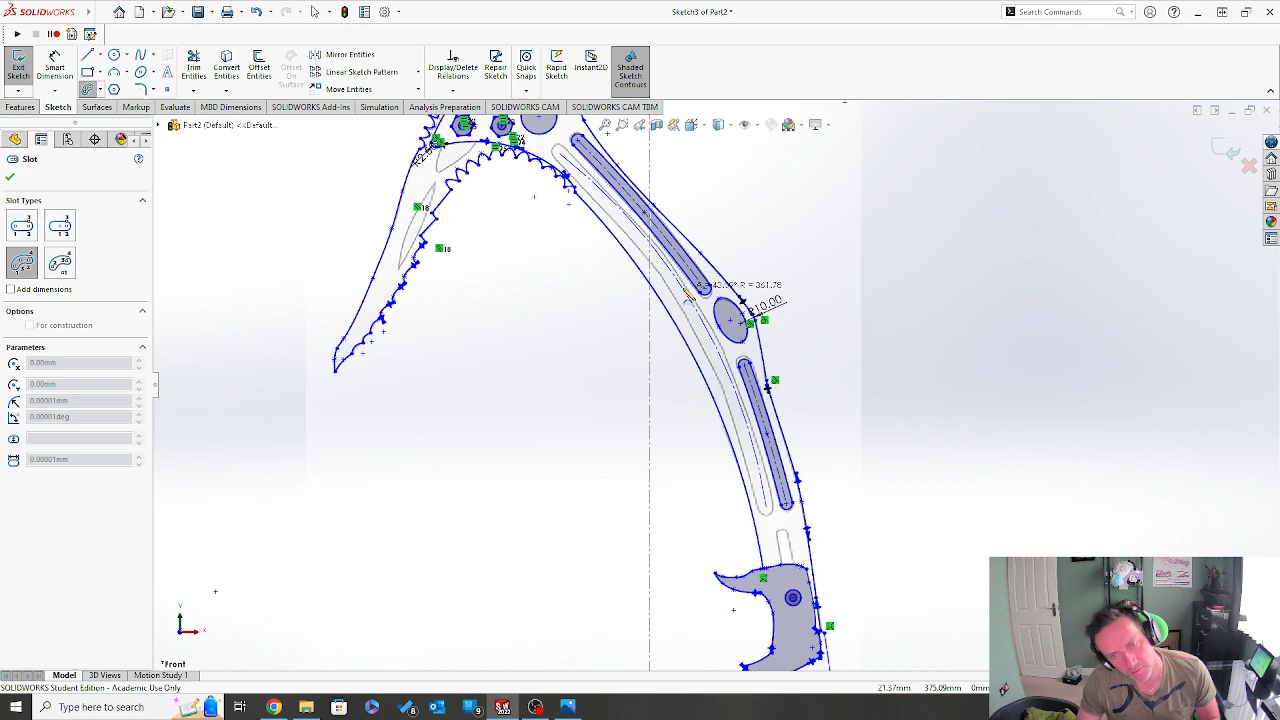 SOLIDWORKS
Sketch3 of Part2 *
Search Commands
Exit Sketch
Smart Dimension
Trim Entities
Convert Entities
Offset Entities
Offset On Surface
Mirror Entities
Linear Sketch Pattern
Move Entities
Display/Delete Relations
Repair Sketch
Quick Snaps
Rapid Sketch
Instant2D
Shaded Sketch Contours
Features
Sketch
Surfaces
Markup
Evaluate
MBD Dimensions
SOLIDWORKS Add-Ins
Simulation
Analysis Preparation
SOLIDWORKS CAM
SOLIDWORKS CAM TBM
Part2 (Default) <<Default...
Slot
Slot Types
Add dimensions
Options
For construction
Parameters
0.00mm
0.00mm
0.00001mm
0.00001deg
0.00001mm
18
18
R = 361.78
R10.00
Y
X
*Front
Model
3D Views
Motion Study 1
SOLIDWORKS Student Edition - Academic Use Only
21.37mm
375.09mm
Type here to search